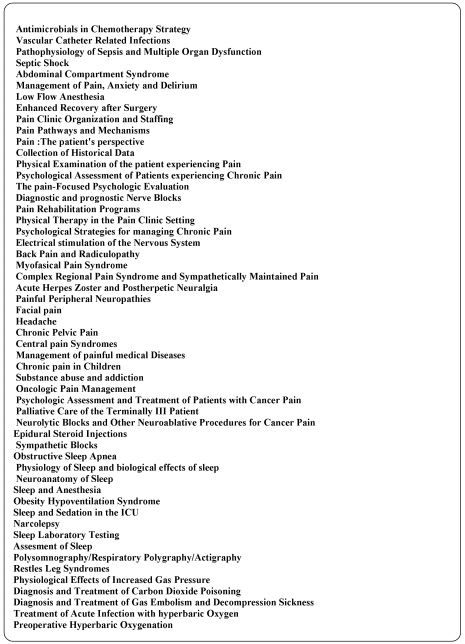 Antimicrobials in Chemotherapy Strategy
Vascular Catheter Related Infections
Pathophysiology of Sepsis and Multiple Organ Dysfunction
Septic Shock
Abdominal Compartment Syndrome
Management of Pain, Anxiety and Delirium
Low Flow Anesthesia
Enhanced Recovery after Surgery
Pain Clinic Organization and Staffing
Pain Pathways and Mechanisms
Pain :The patient's perspective
Collection of Historical Data
Physical Examination of the patient experiencing Pain
Psychological Assessment of Patients experiencing Chronic Pain
The pain-Focused Psychologic Evaluation
Diagnostic and prognostic Nerve Blocks
Pain Rehabilitation Programs
Physical Therapy in the Pain Clinic Setting
Psychological Strategies for managing Chronic Pain
Electrical stimulation of the Nervous System
Back Pain and Radiculopathy
Myofasical Pain Syndrome
Complex Regional Pain Syndrome and Sympathetically Maintained Pain
Acute Herpes Zoster and Postherpetic Neuralgia
Painful Peripheral Neuropathies
Facial pain
Headache
Chronic Pelvic Pain
Central pain Syndromes
Management of painful medical Diseases
Chronic pain in Children
Substance abuse and addiction
Oncologic Pain Management
Psychologic Assessment and Treatment of Patients with Cancer Pain
Palliative Care of the Terminally III Patient
Neurolytic Blocks and Other Neuroablative Procedures for Cancer Pain
Epidural Steroid Injections
Sympathetic Blocks
Obstructive Sleep Apnea
Physiology of Sleep and biological effects of sleep
Neuroanatomy of Sleep
Sleep and Anesthesia
Obesity Hypoventilation Syndrome
Sleep and Sedation in the ICU
Narcolepsy
Sleep Laboratory Testing
Assesment of Sleep
Polysomnography/Respiratory Polygraphy/Actigraphy
Restles Leg Syndromes
Physiological Effects of Increased Gas Pressure
Diagnosis and Treatment of Carbon Dioxide Poisoning
Diagnosis and Treatment of Gas Embolism and Decompression Sickness
Treatment of Acute Infection with hyperbaric Oxygen
Preoperative Hyperbaric Oxygenation